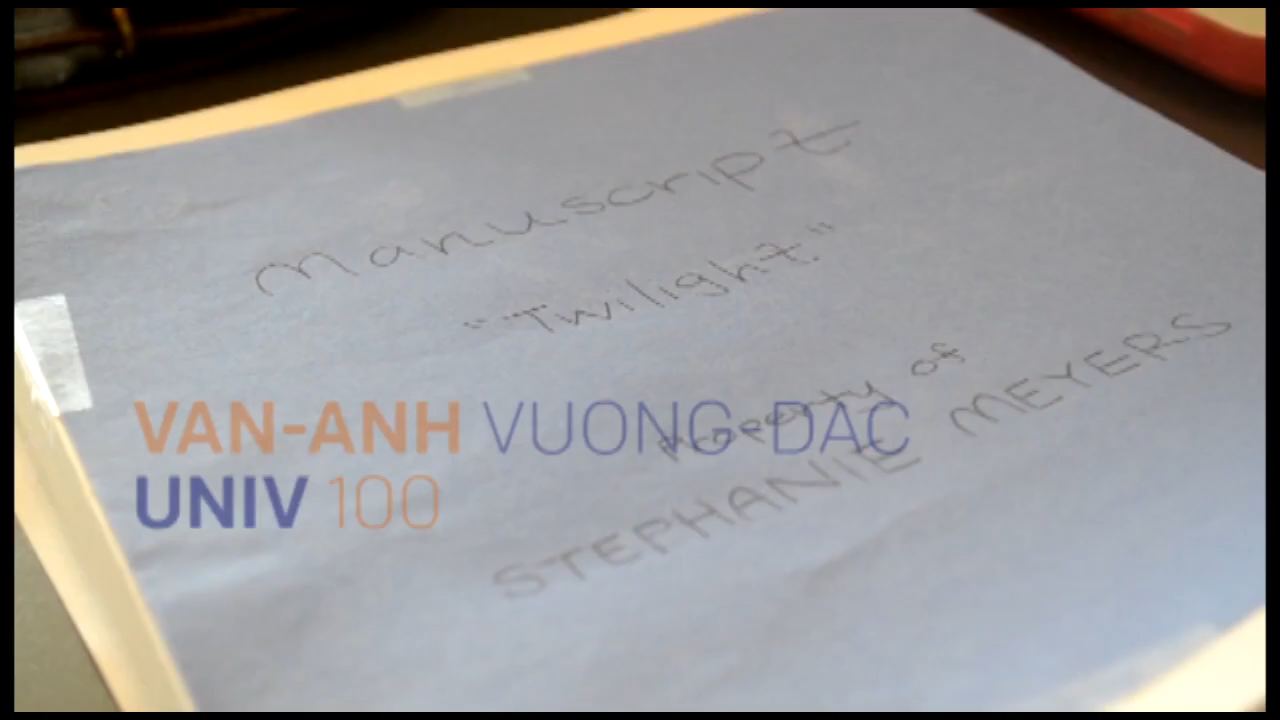 Manuscript
"Twilight."
Property of
STEPHANIE MEYERS
VAN-ANH VUONG-DAC
UNIV 100